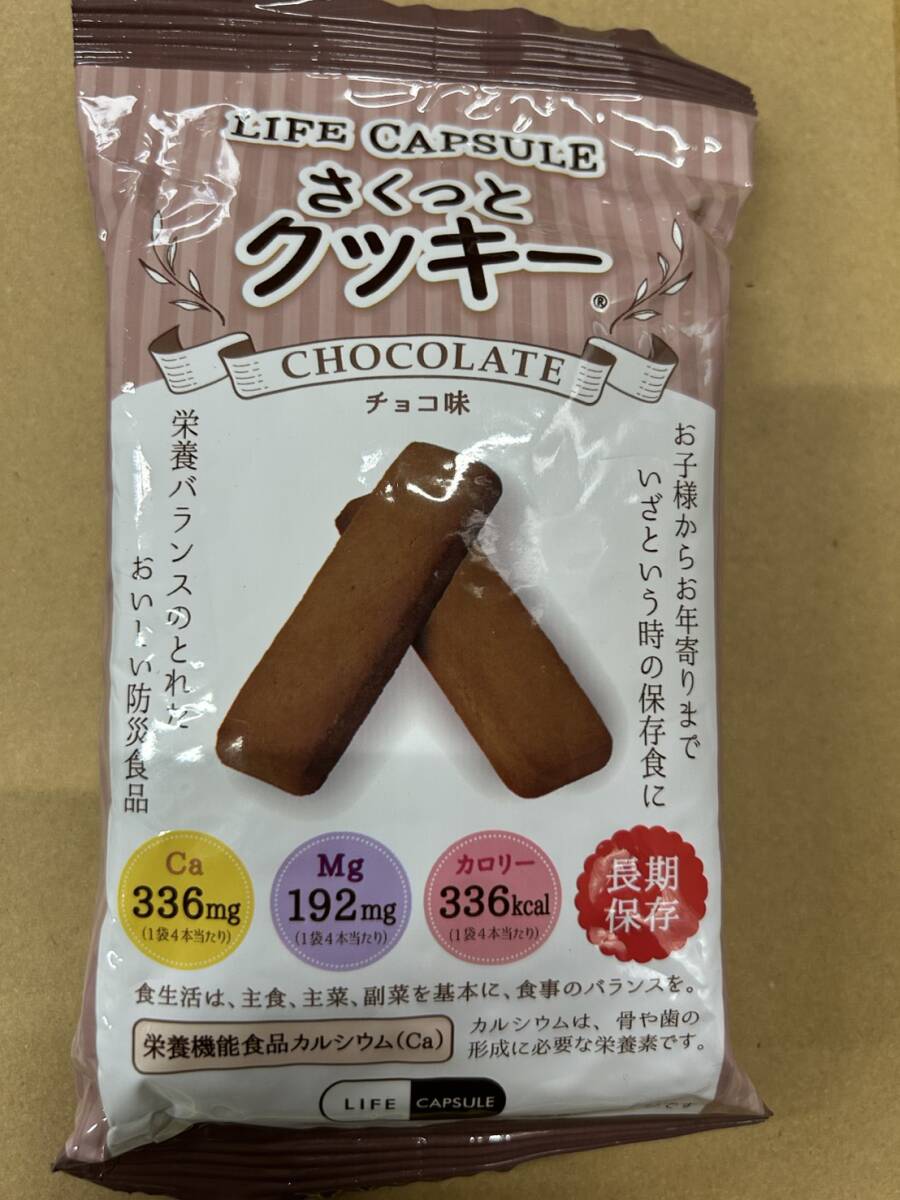 LIFE CAPSULE
さくっと
クッキー®
CHOCOLATE
チョコ味
お子様からお年寄りまで
いざという時の保存食に
栄養バランスのとれた
おいしい防災食品
Ca
336mg
(1袋4本当たり)
Mg
192mg
(1袋4本当たり)
カロリー
336kcal
(1袋4本当たり)
長期
保存
食生活は、主食、主菜、副菜を基本に、食事のバランスを。
栄養機能食品カルシウム(Ca)
カルシウムは、骨や歯の
形成に必要な栄養素です。
LIFE CAPSULE